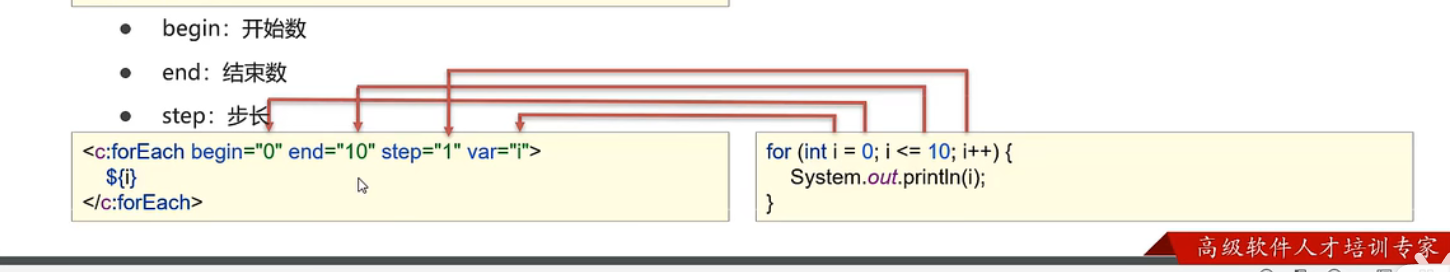 ● begin：开始数
● end：结束数
● step：步长
<c:forEach begin="0" end="10" step="1" var="i">
${i}
</c:forEach>
for (int i = 0; i <= 10; i++) {
System.out.println(i);
}
高级软件人才培训专家